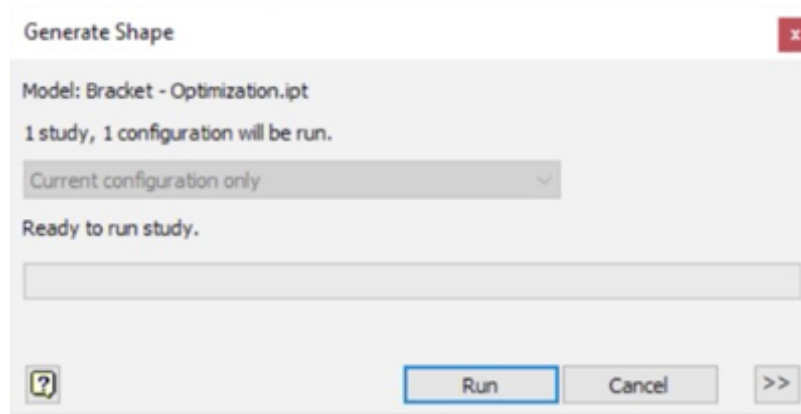 Generate Shape
x
Model: Bracket - Optimization.ipt
1 study, 1 configuration will be run.
Current configuration only
Ready to run study.
?
Run Cancel >>